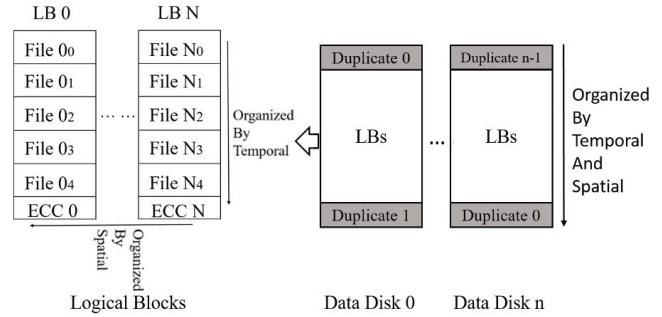 LB 0
LB N
File 0₀
File N₀
File 0₁
File N₁
File 0₂
File N₂
File 0₃
File N₃
File 0₄
File N₄
ECC 0
ECC N
... ...
Organized
By
Temporal
Organized
By
Spatial
Logical Blocks
Duplicate 0
LBs
Duplicate 1
Data Disk 0
...
Duplicate n-1
LBs
Duplicate 0
Data Disk n
Organized
By
Temporal
And
Spatial